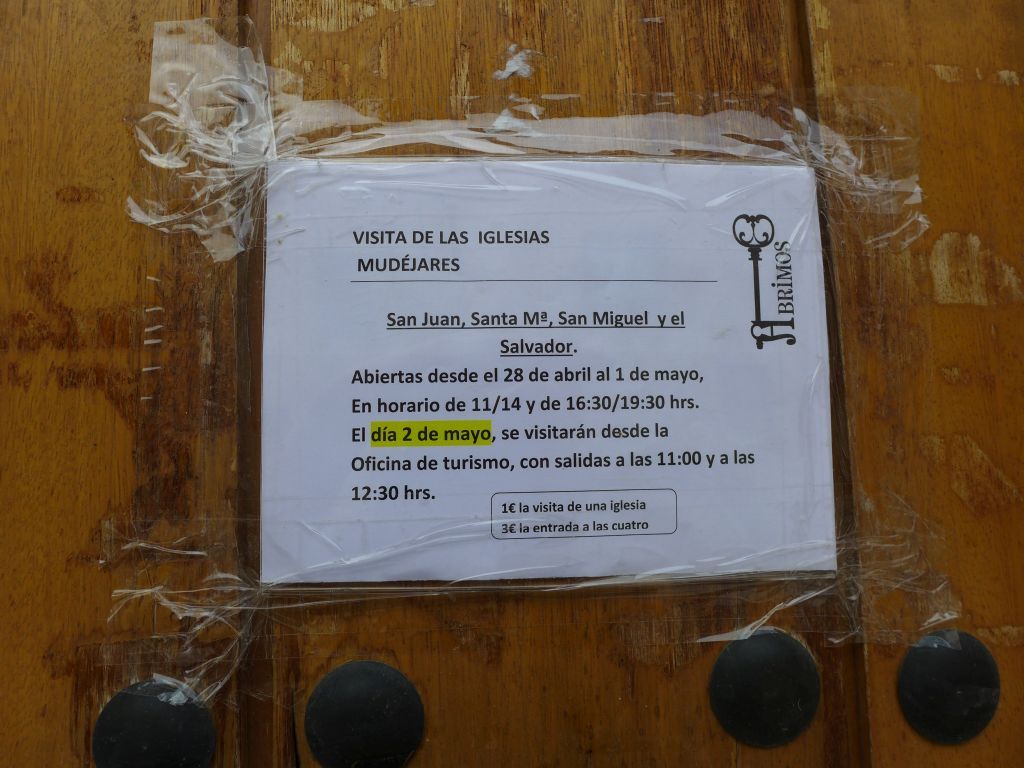 VISITA DE LAS IGLESIAS
MUDÉJARES
ABRIMOS
San Juan, Santa Mª, San Miguel y el
Salvador.
Abiertas desde el 28 de abril al 1 de mayo,
En horario de 11/14 y de 16:30/19:30 hrs.
El día 2 de mayo, se visitarán desde la
Oficina de turismo, con salidas a las 11:00 y a las
12:30 hrs.
1€ la visita de una iglesia
3€ la entrada a las cuatro